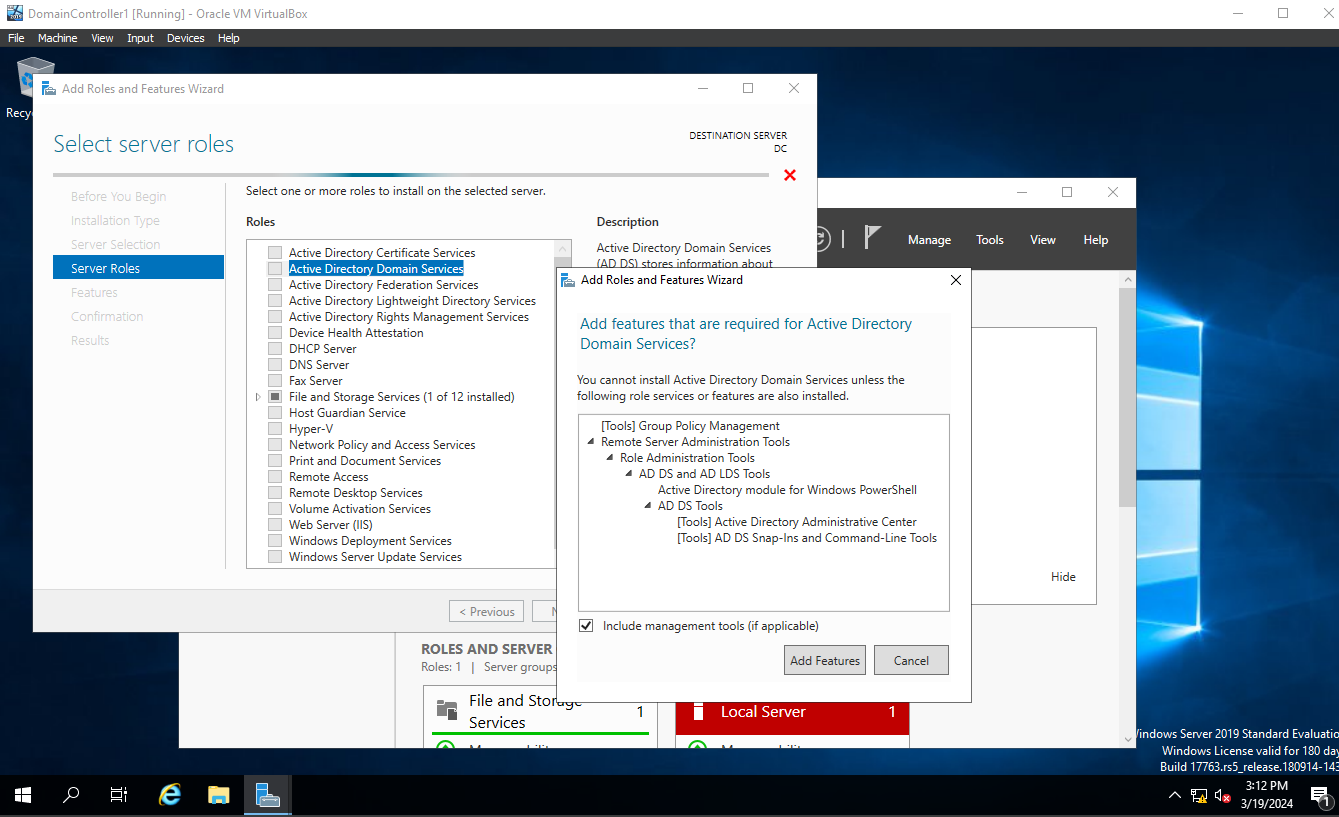 DomainController1 [Running] - Oracle VM VirtualBox
File Machine View Input Devices Help
Add Roles and Features Wizard
Select server roles
DESTINATION SERVER
DC
Before You Begin
Installation Type
Server Selection
Server Roles
Features
Confirmation
Results
Select one or more roles to install on the selected server.
Roles
Active Directory Certificate Services
Active Directory Domain Services
Active Directory Federation Services
Active Directory Lightweight Directory Services
Active Directory Rights Management Services
Device Health Attestation
DHCP Server
DNS Server
Fax Server
File and Storage Services (1 of 12 installed)
Host Guardian Service
Hyper-V
Network Policy and Access Services
Print and Document Services
Remote Access
Remote Desktop Services
Volume Activation Services
Web Server (IIS)
Windows Deployment Services
Windows Server Update Services
Description
Active Directory Domain Services
(AD DS) stores information about
< Previous
Manage Tools View Help
Add Roles and Features Wizard
Add features that are required for Active Directory
Domain Services?
You cannot install Active Directory Domain Services unless the
following role services or features are also installed.
[Tools] Group Policy Management
Remote Server Administration Tools
Role Administration Tools
AD DS and AD LDS Tools
Active Directory module for Windows PowerShell
AD DS Tools
[Tools] Active Directory Administrative Center
[Tools] AD DS Snap-Ins and Command-Line Tools
Include management tools (if applicable)
Add Features Cancel
Hide
ROLES AND SERVER
Roles: 1 | Server groups
File and Storage
Services
1
Local Server 1
Windows Server 2019 Standard Evaluatio
Windows License valid for 180 day
Build 17763.rs5_release.180914-143
3:12 PM
3/19/2024
1